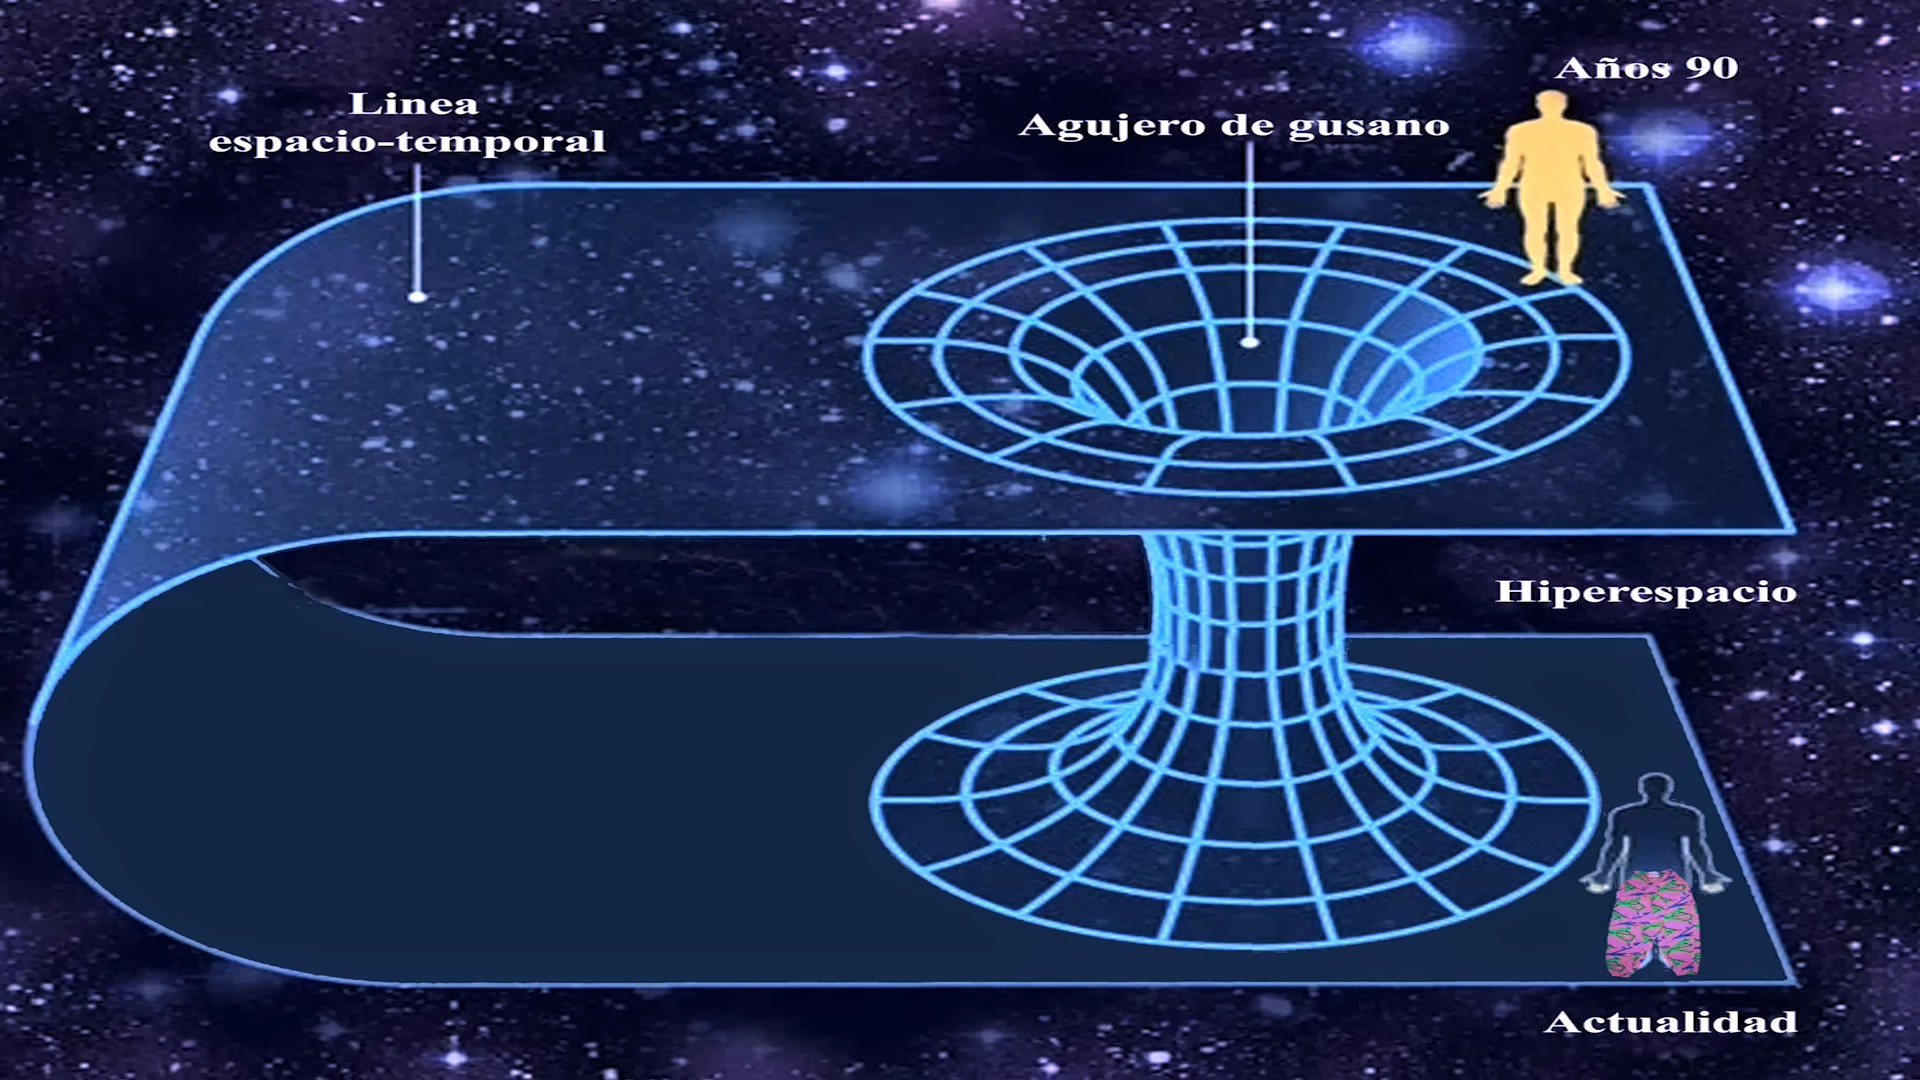 Años 90
Linea
espacio-temporal
Agujero de gusano
Hiperespacio
Actualidad